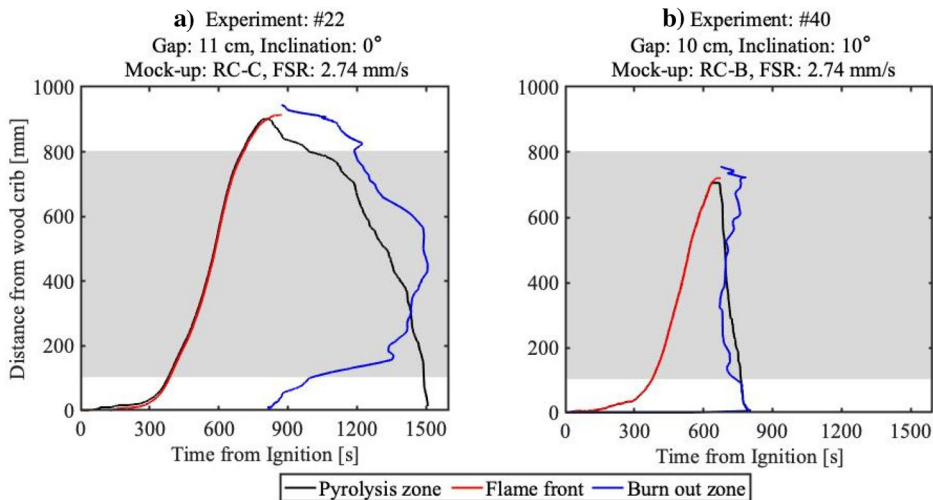 a) Experiment: #22
Gap: 11 cm, Inclination: 0°
Mock-up: RC-C, FSR: 2.74 mm/s
1000
800
600
400
200
0
Distance from wood crib [mm]
0 300 600 900 1200 1500
Time from Ignition [s]
b) Experiment: #40
Gap: 10 cm, Inclination: 10°
Mock-up: RC-B, FSR: 2.74 mm/s
1000
800
600
400
200
0
0 300 600 900 1200 1500
Time from Ignition [s]
Pyrolysis zone Flame front Burn out zone